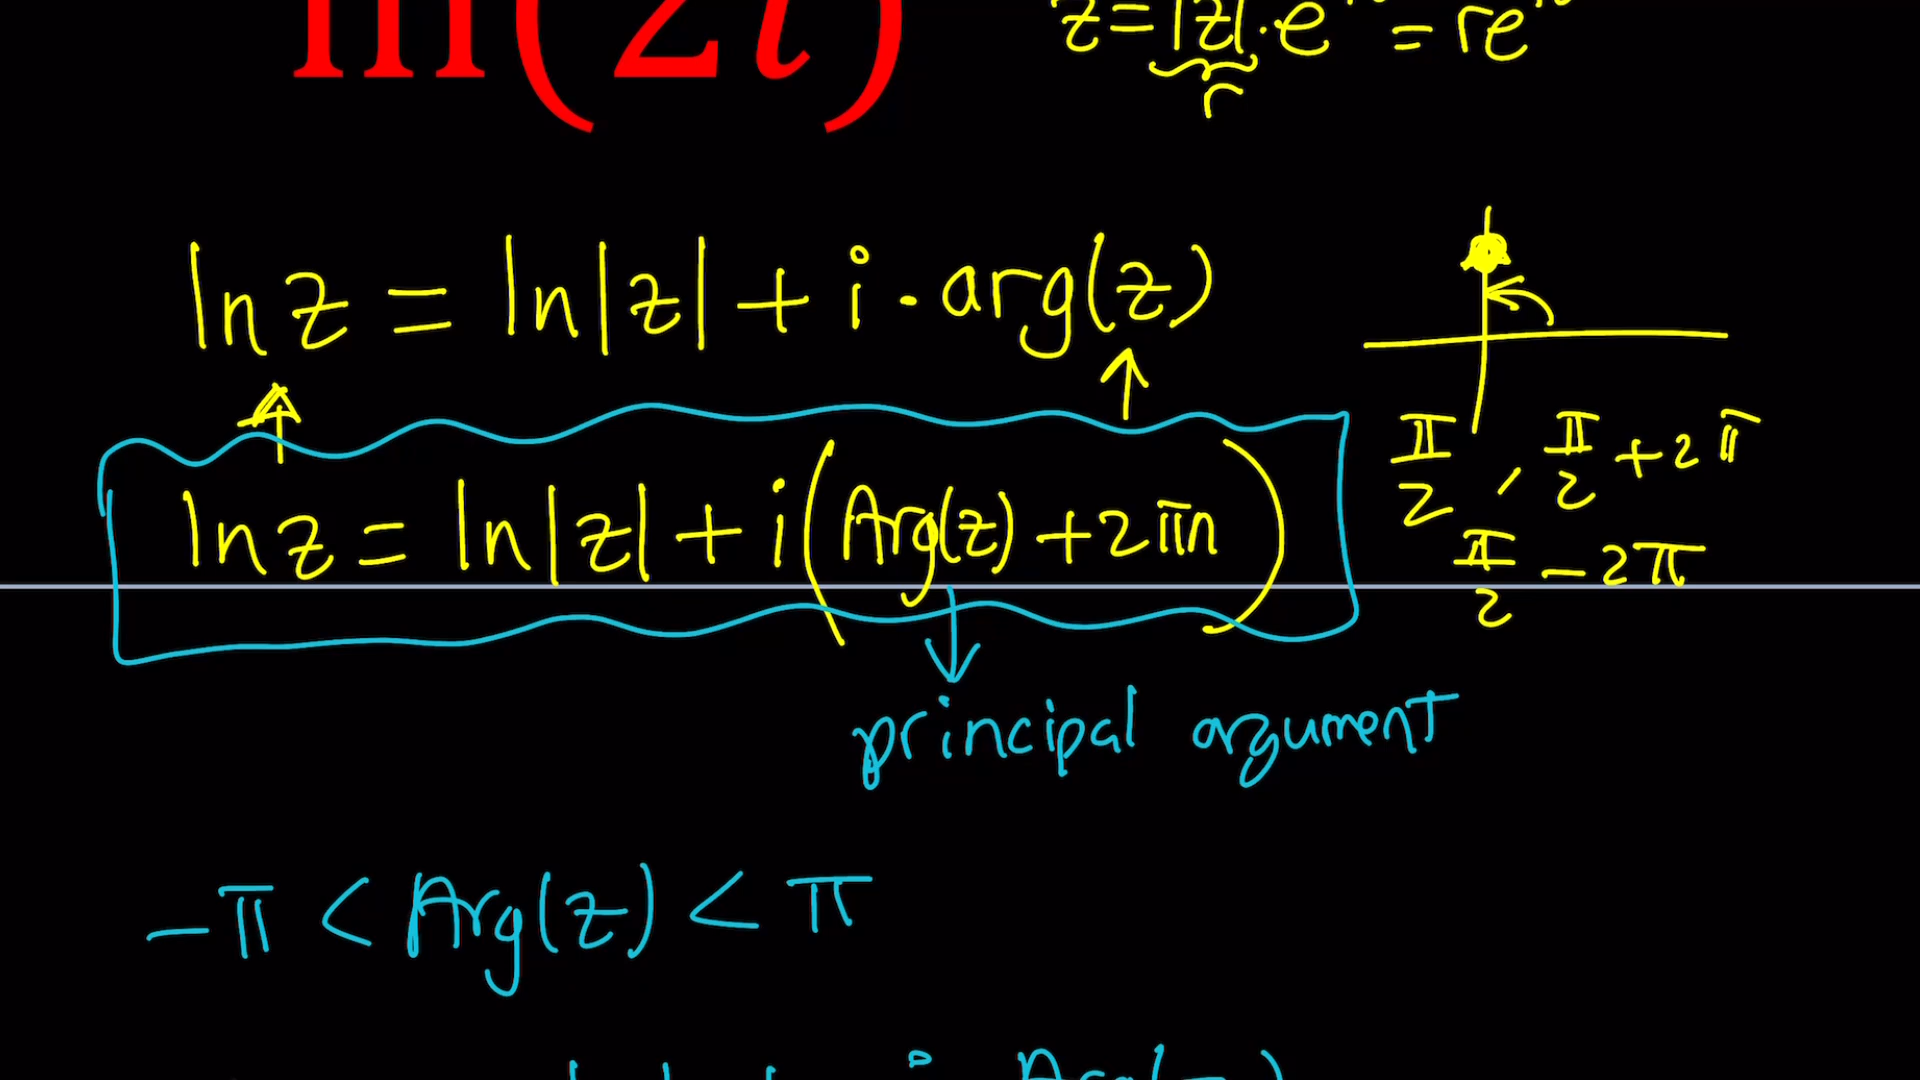 ln(2i)
z = |z| · e = re
r
ln z = ln|z| + i · arg(z)
ln z = ln|z| + i(Arg(z) + 2πn)
π/2 , π/2 + 2π
π/2 - 2π
principal argument
-π < Arg(z) < π